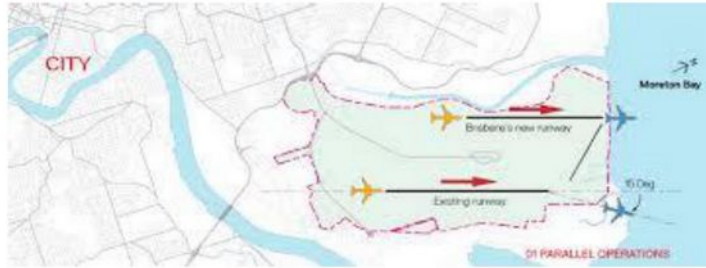 CITY
Moreton Bay
Brisbane's new runway
15 Deg
Existing runway
01 PARALLEL OPERATIONS